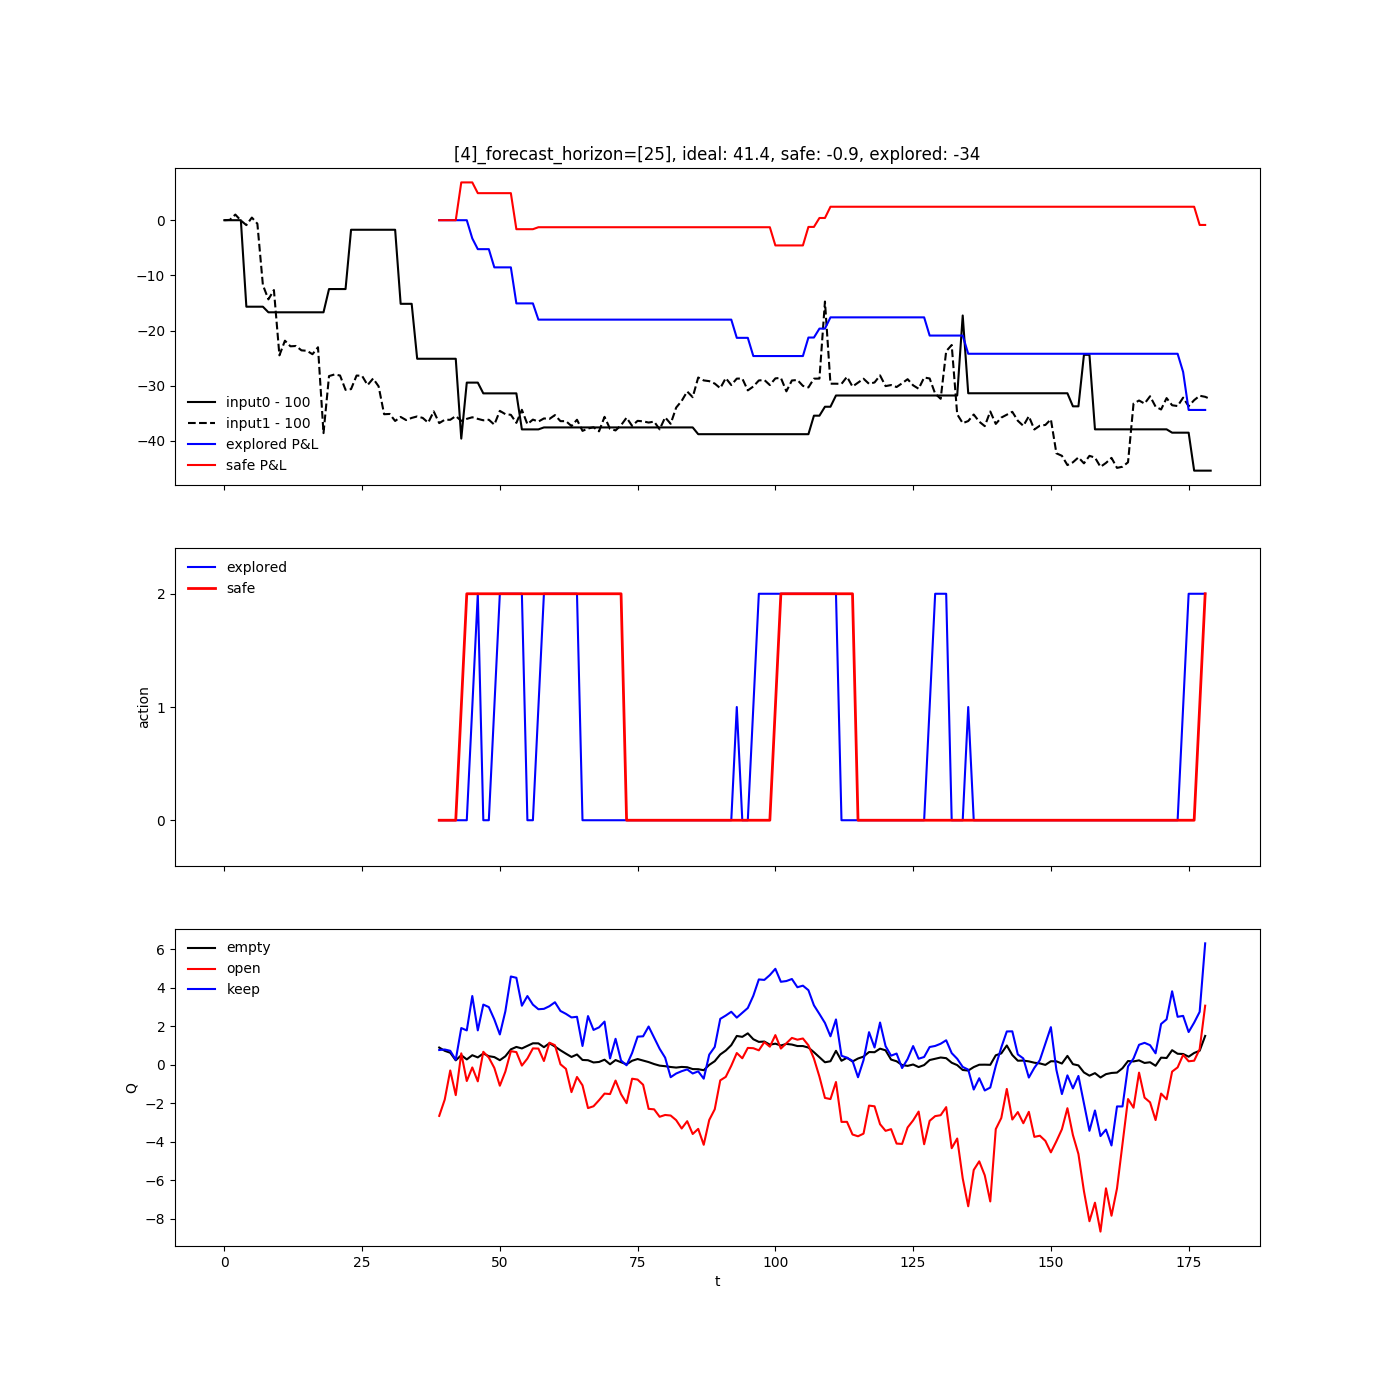 [4]_forecast_horizon=[25], ideal: 41.4, safe: -0.9, explored: -34
0
−10
−20
−30
−40
input0 - 100
input1 - 100
explored P&L
safe P&L
explored
safe
2
1
0
action
empty
open
keep
6
4
2
0
−2
−4
−6
−8
Q
0 25 50 75 100 125 150 175
t